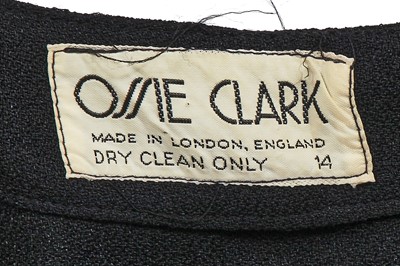 OSSIE CLARK
MADE IN LONDON, ENGLAND
DRY CLEAN ONLY 14